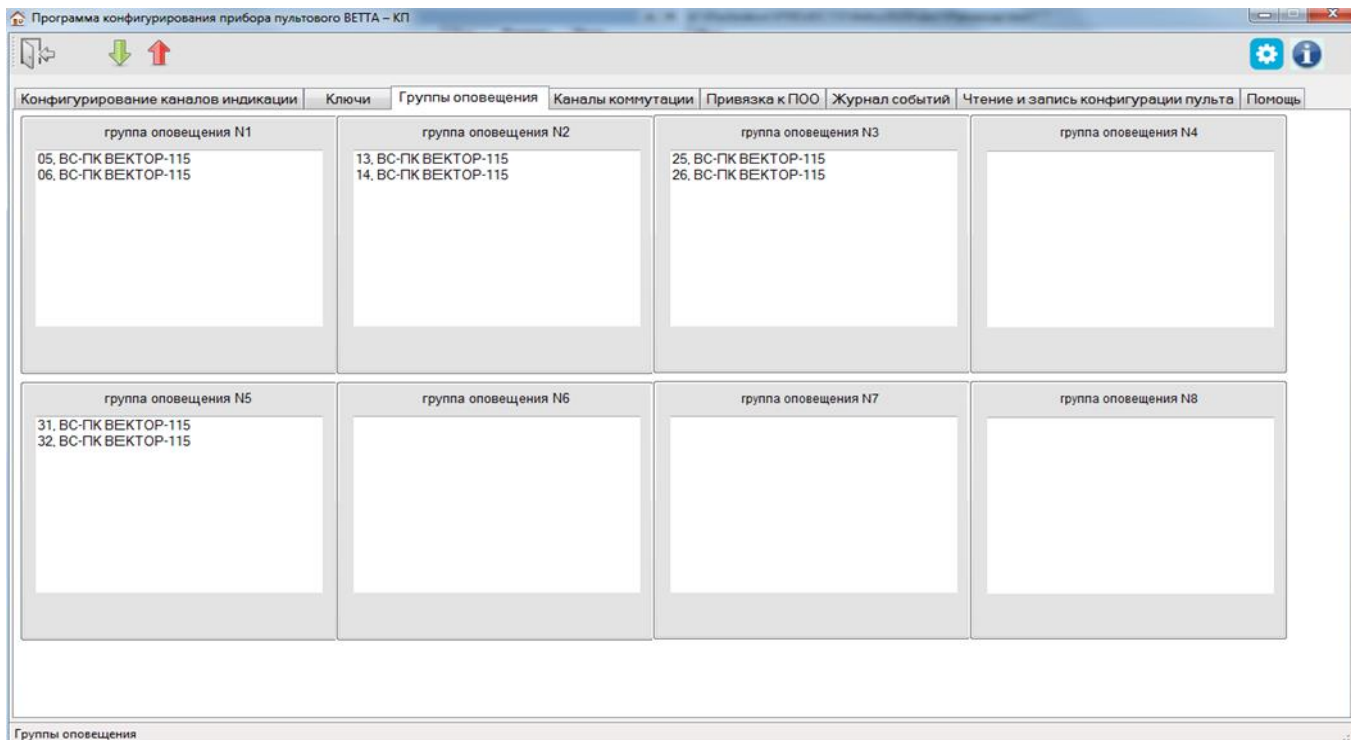 Программа конфигурирования прибора пультового ВЕТТА – КП
Конфигурирование каналов индикации Ключи Группы оповещения Каналы коммутации Привязка к ПОО Журнал событий Чтение и запись конфигурации пульта Помощь
группа оповещения N1 группа оповещения N2 группа оповещения N3 группа оповещения N4
05, ВС-ПК ВЕКТОР-115 13, ВС-ПК ВЕКТОР-115 25, ВС-ПК ВЕКТОР-115
06, ВС-ПК ВЕКТОР-115 14, ВС-ПК ВЕКТОР-115 26, ВС-ПК ВЕКТОР-115
группа оповещения N5 группа оповещения N6 группа оповещения N7 группа оповещения N8
31, ВС-ПК ВЕКТОР-115
32, ВС-ПК ВЕКТОР-115
Группы оповещения